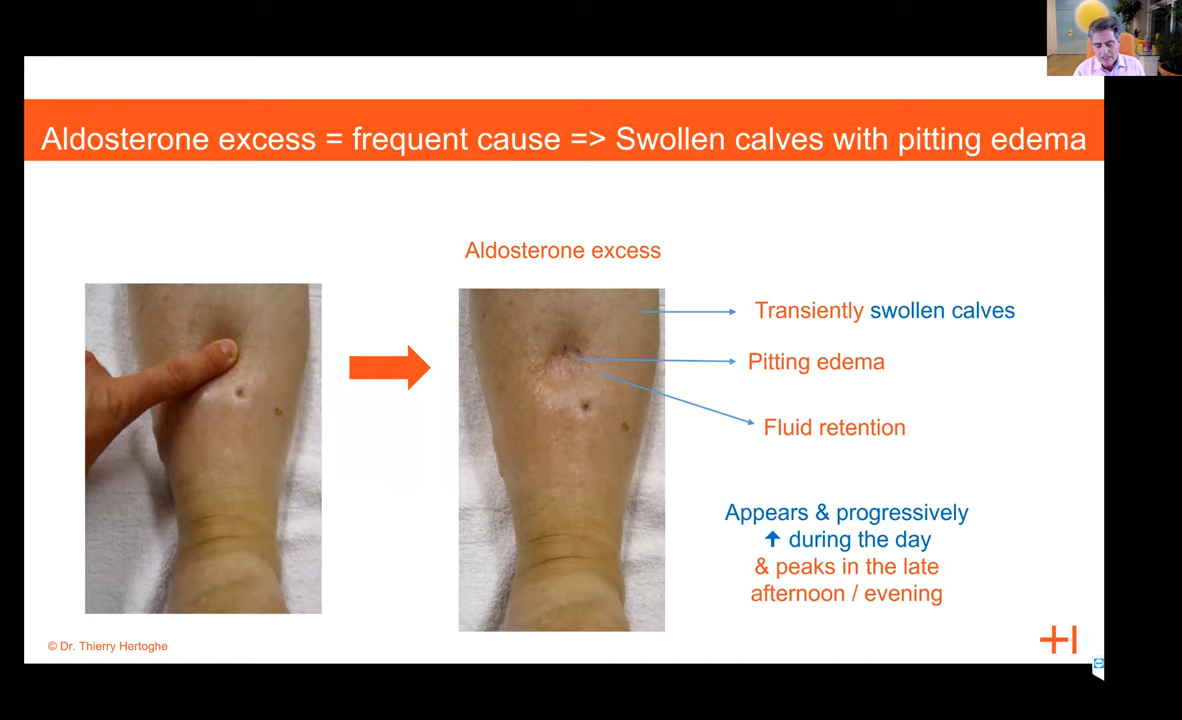 Aldosterone excess = frequent cause => Swollen calves with pitting edema
Aldosterone excess
Transiently swollen calves
Pitting edema
Fluid retention
Appears & progressively
↑ during the day
& peaks in the late
afternoon / evening
© Dr. Thierry Hertoghe